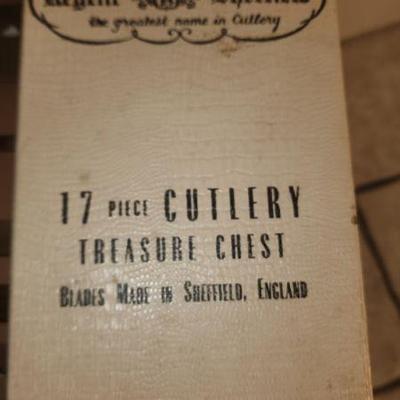 the greatest name in Cutlery
17 PIECE CUTLERY
TREASURE CHEST
BLADES MADE IN SHEFFIELD, ENGLAND